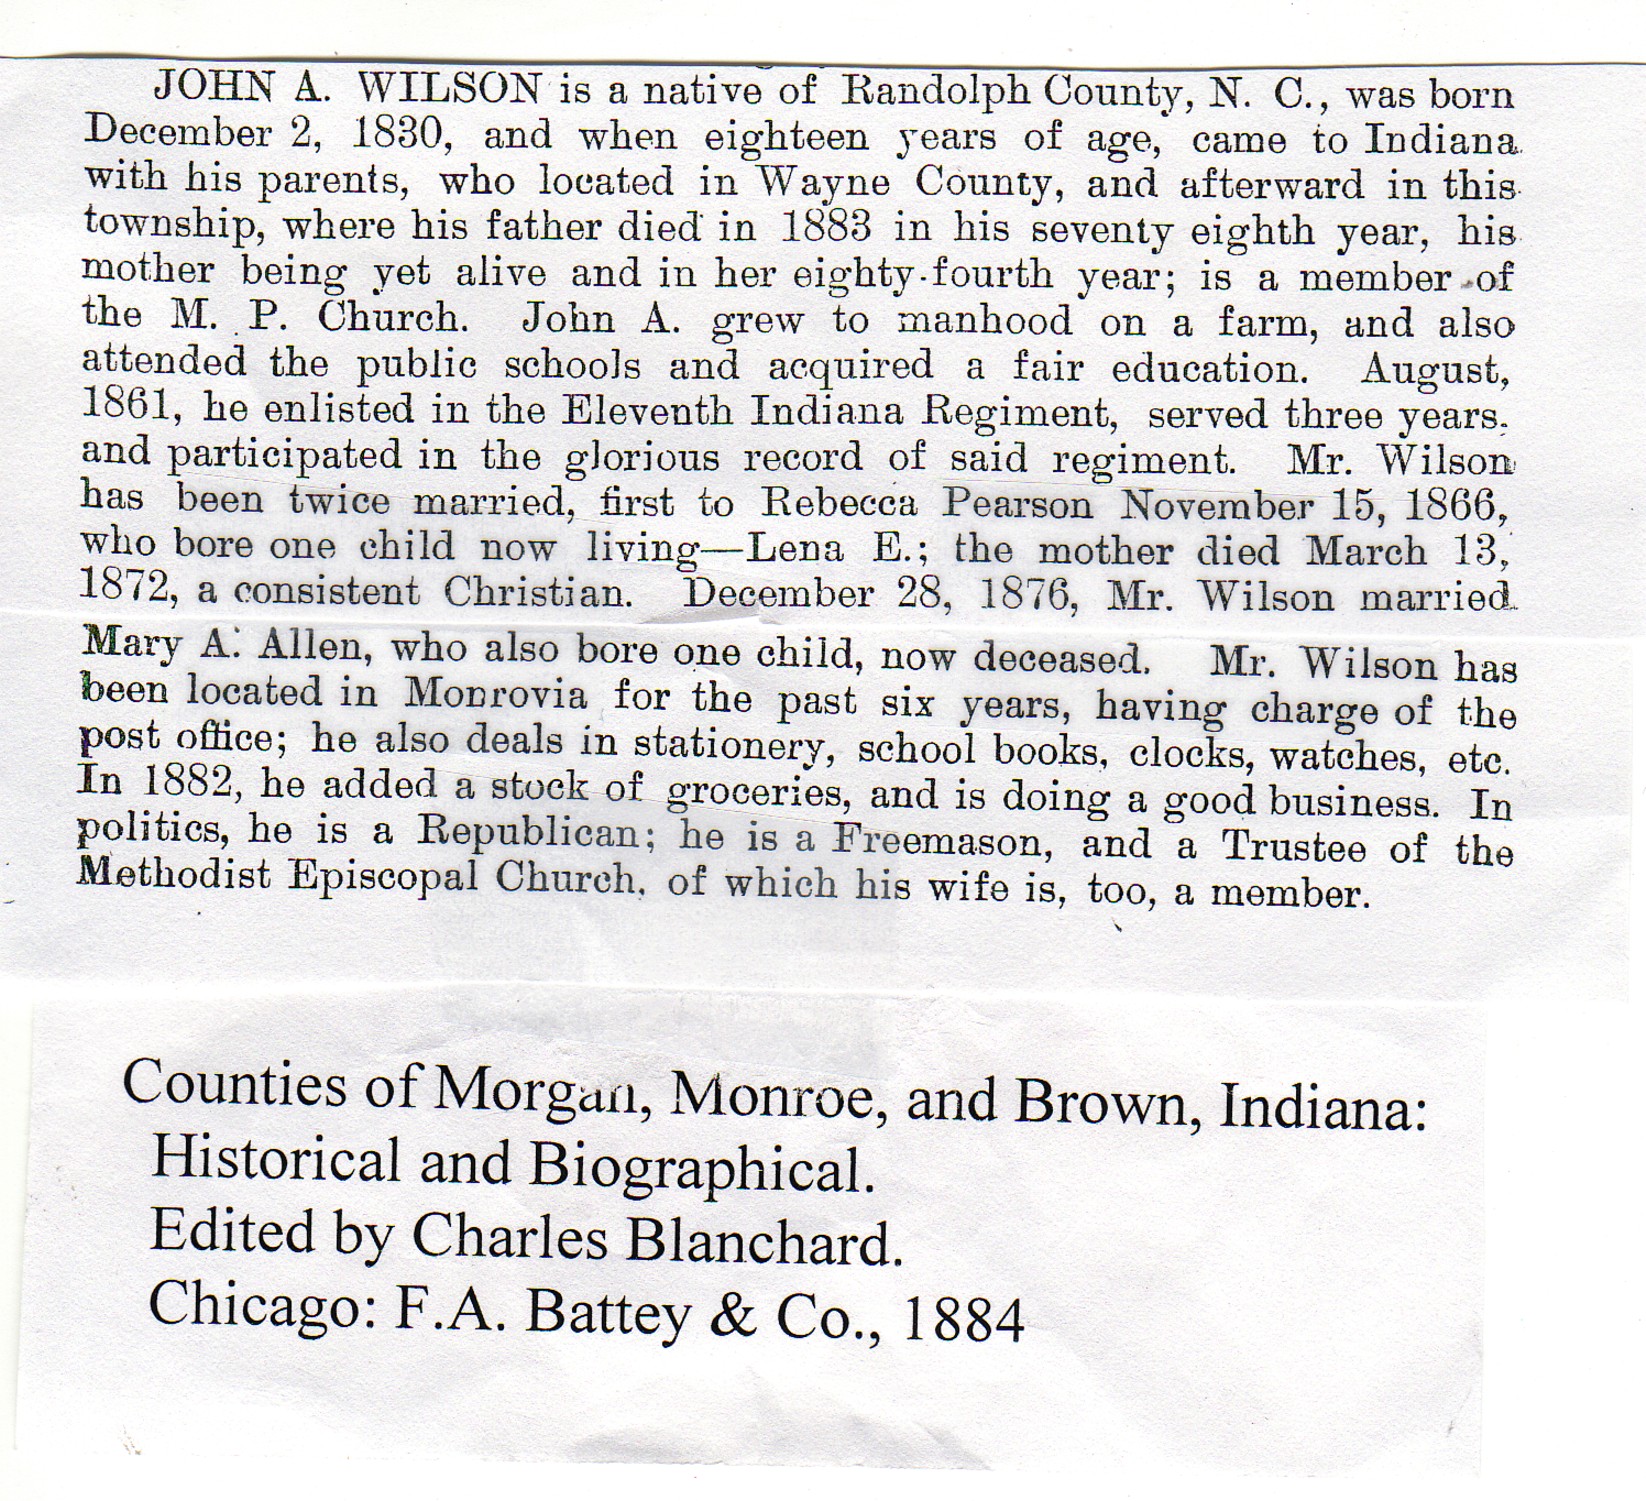 JOHN A. WILSON is a native of Randolph County, N. C., was born
December 2, 1830, and when eighteen years of age, came to Indiana
with his parents, who located in Wayne County, and afterward in this
township, where his father died in 1883 in his seventy eighth year, his
mother being yet alive and in her eighty-fourth year; is a member of
the M. P. Church. John A. grew to manhood on a farm, and also
attended the public schools and acquired a fair education. August,
1861, he enlisted in the Eleventh Indiana Regiment, served three years,
and participated in the glorious record of said regiment. Mr. Wilson
has been twice married, first to Rebecca Pearson November 15, 1866,
who bore one child now living—Lena E.; the mother died March 13,
1872, a consistent Christian. December 28, 1876, Mr. Wilson married
Mary A. Allen, who also bore one child, now deceased. Mr. Wilson has
been located in Monrovia for the past six years, having charge of the
post office; he also deals in stationery, school books, clocks, watches, etc.
In 1882, he added a stock of groceries, and is doing a good business. In
politics, he is a Republican; he is a Freemason, and a Trustee of the
Methodist Episcopal Church, of which his wife is, too, a member.
Counties of Morgan, Monroe, and Brown, Indiana:
Historical and Biographical.
Edited by Charles Blanchard.
Chicago: F.A. Battey & Co., 1884